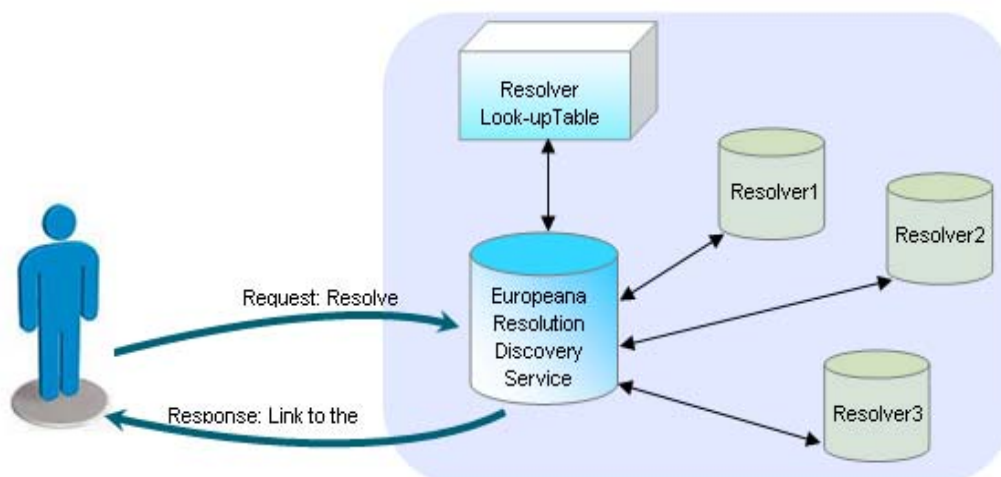 Resolver
Look-upTable
Resolver1
Resolver2
Request: Resolve
Europeana
Resolution
Discovery
Service
Response: Link to the
Resolver3